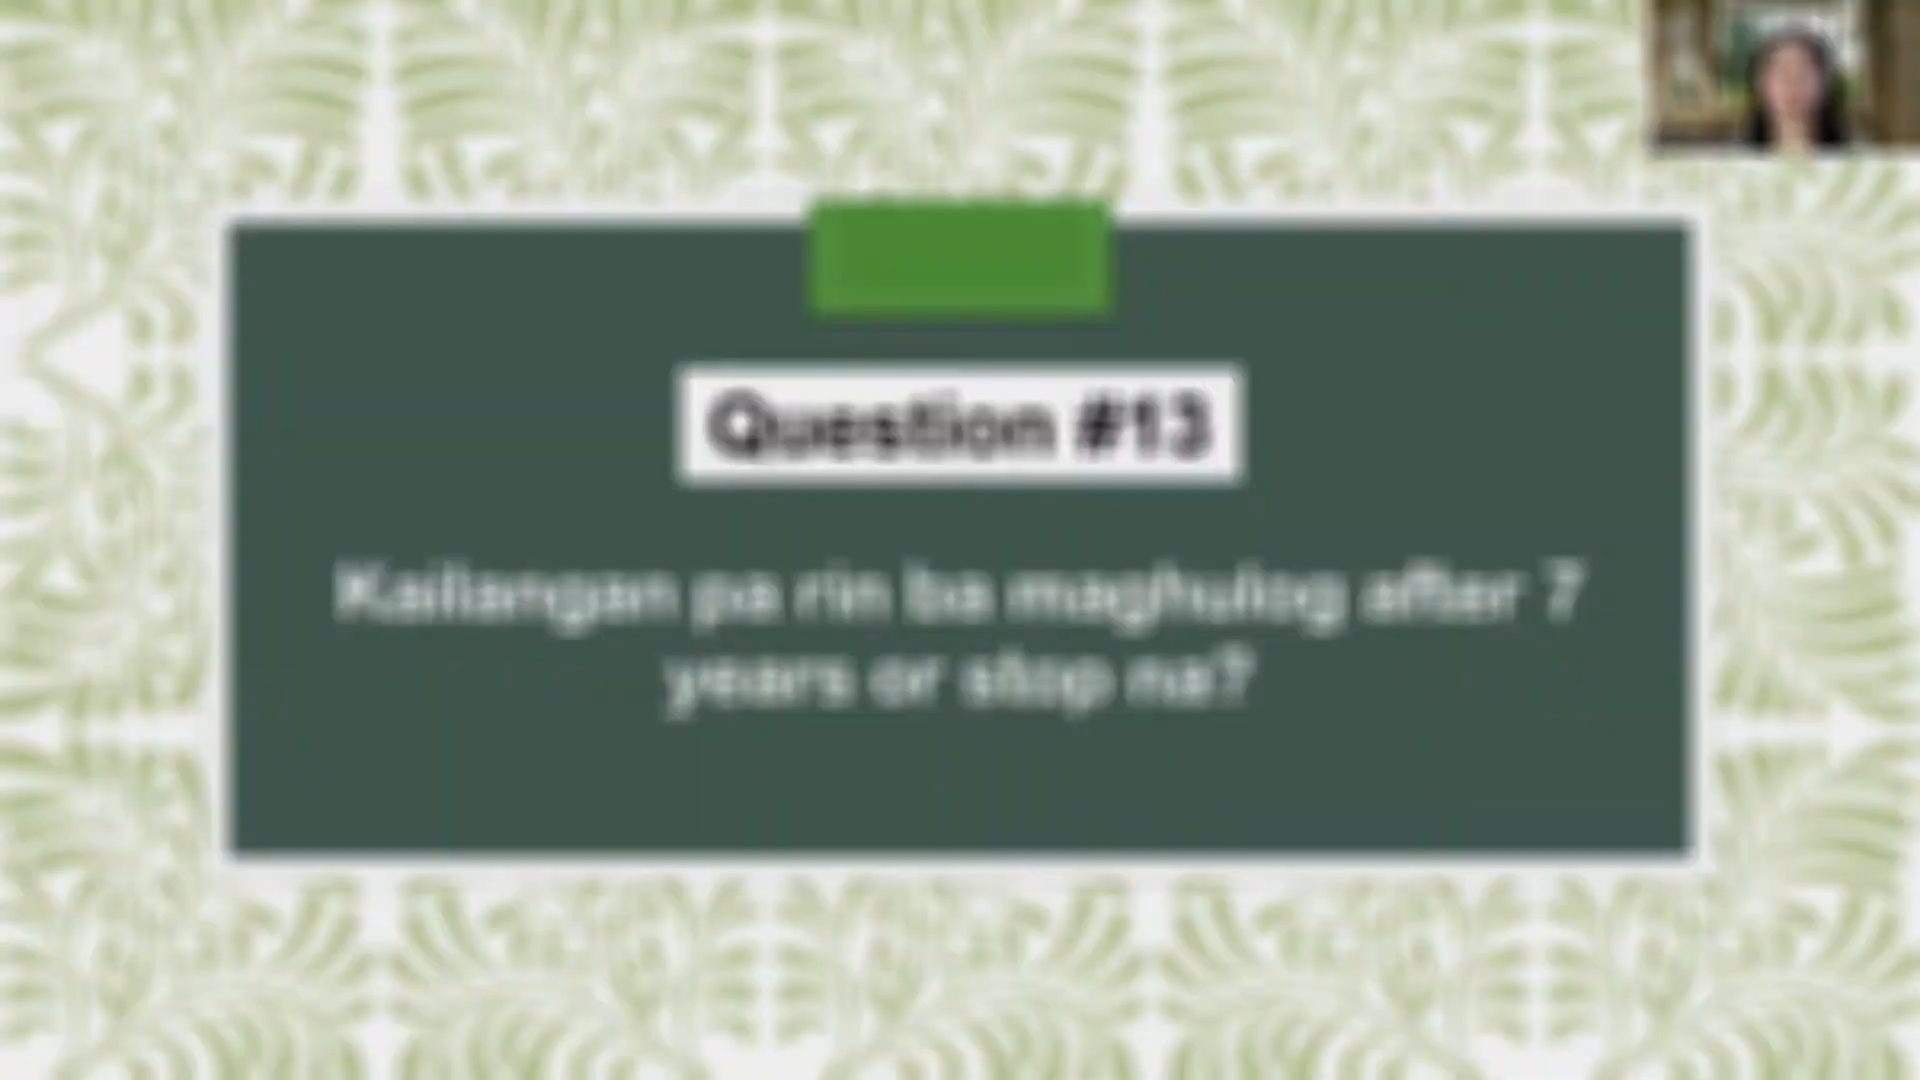 Question #13
Kailangan pa rin ba maghulog after 7
years or stop na?